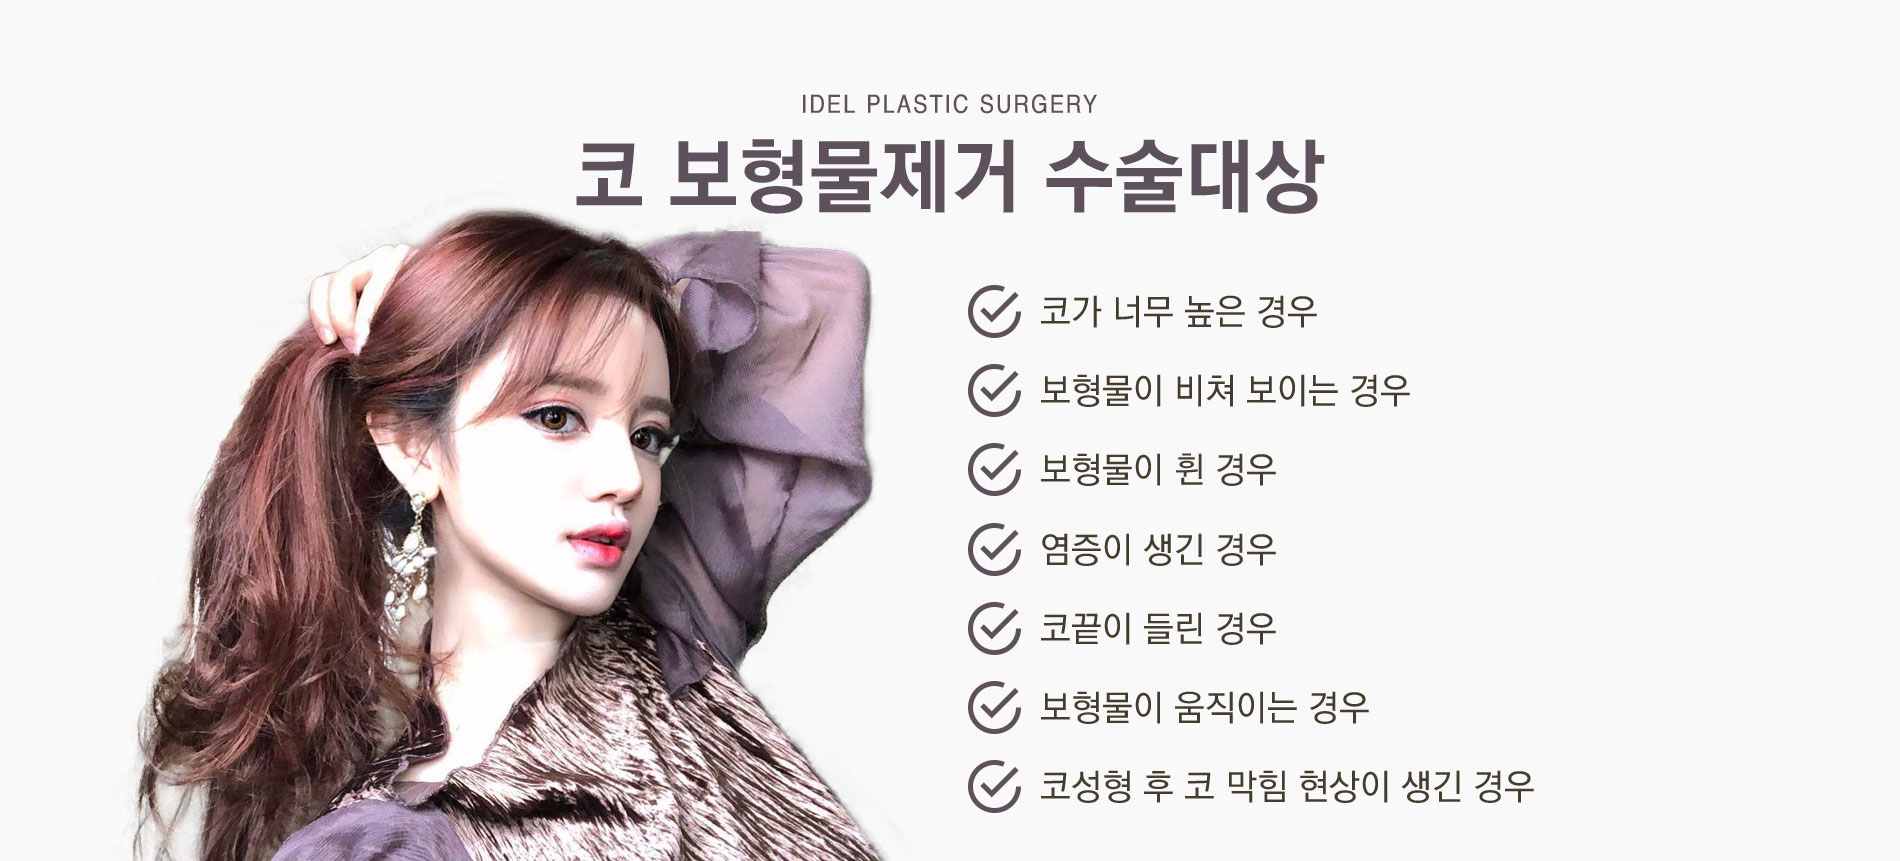 IDEL PLASTIC SURGERY
코 보형물제거 수술대상
코가 너무 높은 경우
보형물이 비쳐 보이는 경우
보형물이 휜 경우
염증이 생긴 경우
코끝이 들린 경우
보형물이 움직이는 경우
코성형 후 코 막힘 현상이 생긴 경우